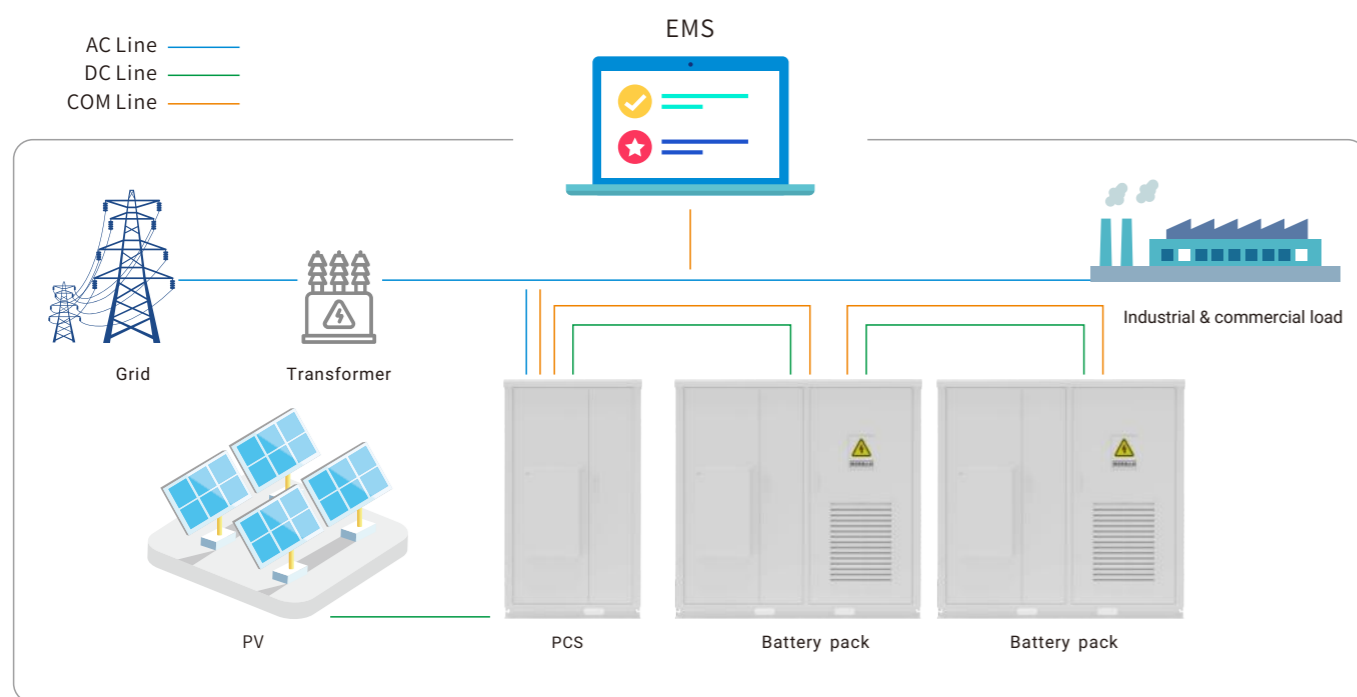 EMS
AC Line
DC Line
COM Line
Industrial & commercial load
Grid
Transformer
PV
PCS
Battery pack
Battery pack